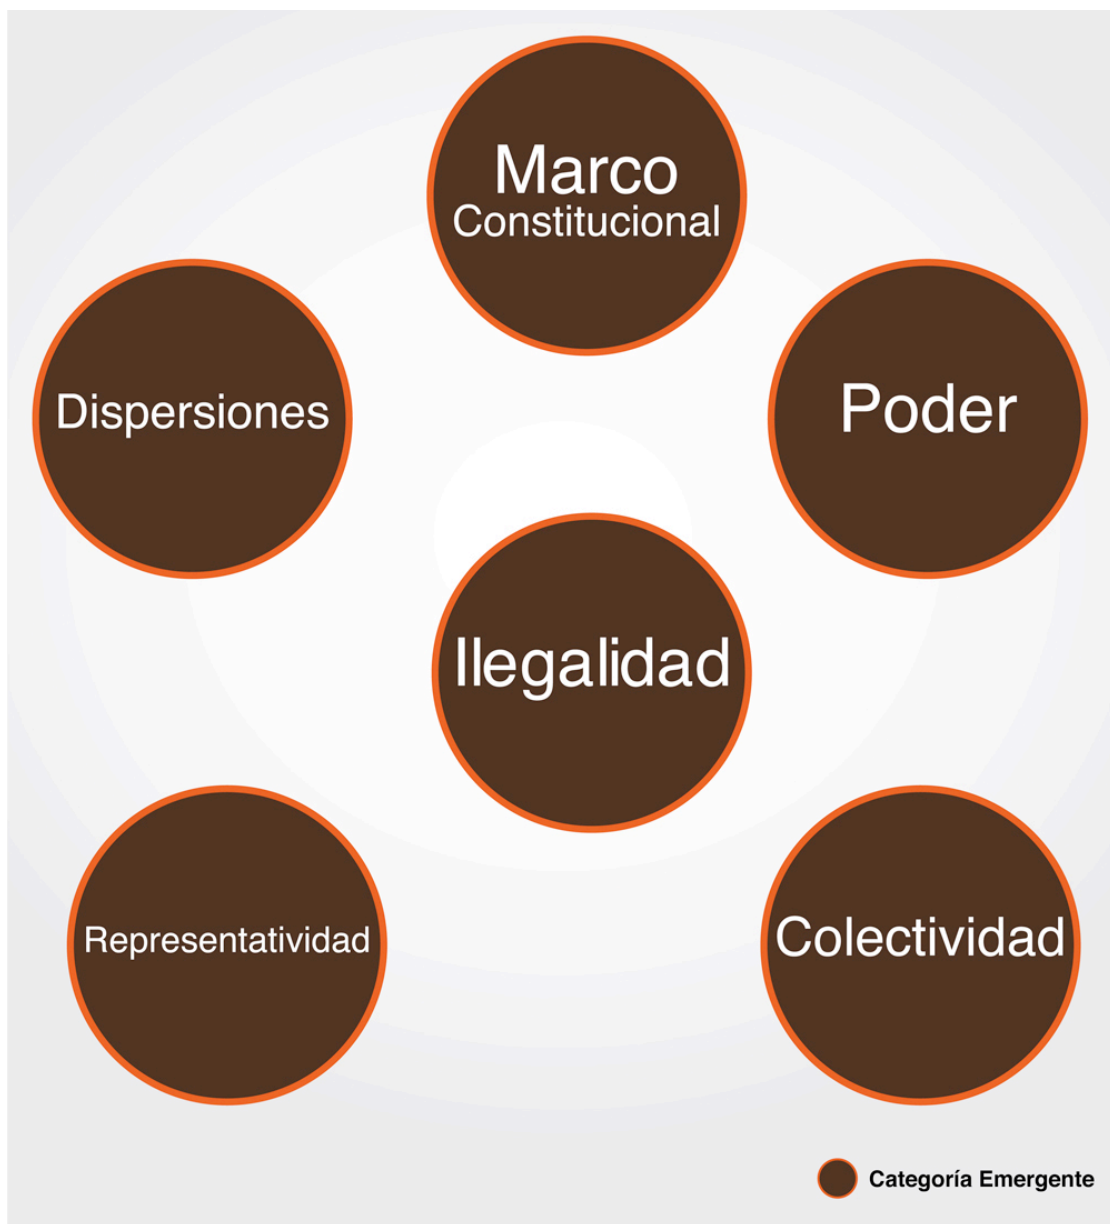 Marco
Constitucional
Dispersiones
Poder
Ilegalidad
Representatividad
Colectividad
Categoría Emergente